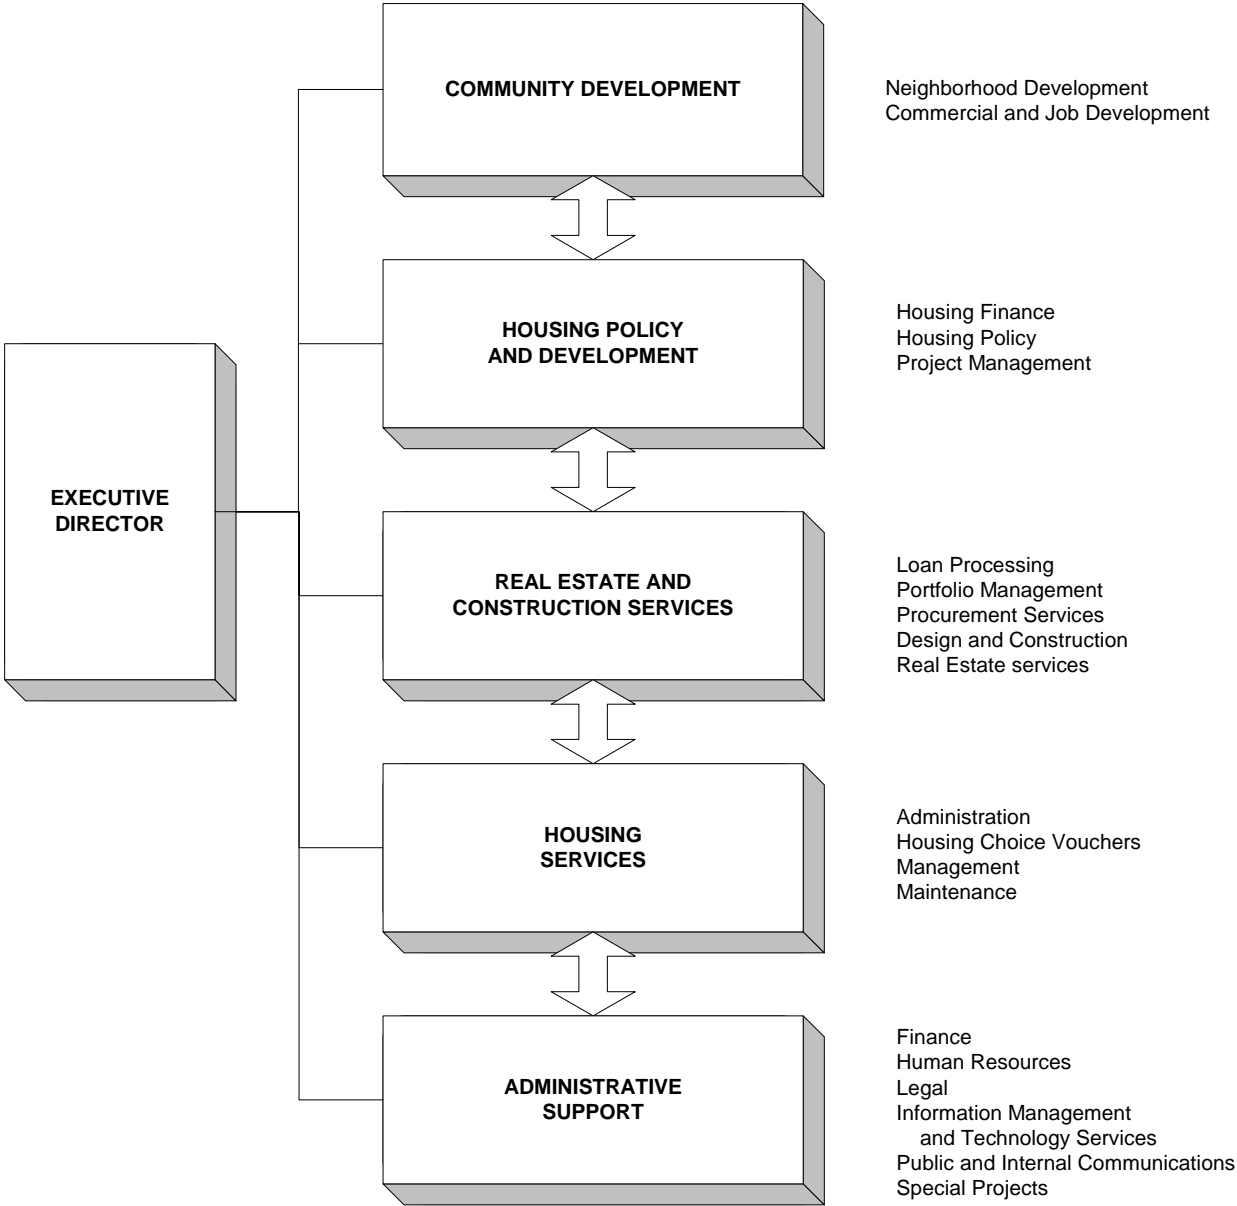 COMMUNITY DEVELOPMENT
Neighborhood Development
Commercial and Job Development
HOUSING POLICY
AND DEVELOPMENT
Housing Finance
Housing Policy
Project Management
EXECUTIVE
DIRECTOR
REAL ESTATE AND
CONSTRUCTION SERVICES
Loan Processing
Portfolio Management
Procurement Services
Design and Construction
Real Estate services
HOUSING
SERVICES
Administration
Housing Choice Vouchers
Management
Maintenance
ADMINISTRATIVE
SUPPORT
Finance
Human Resources
Legal
Information Management
and Technology Services
Public and Internal Communications
Special Projects